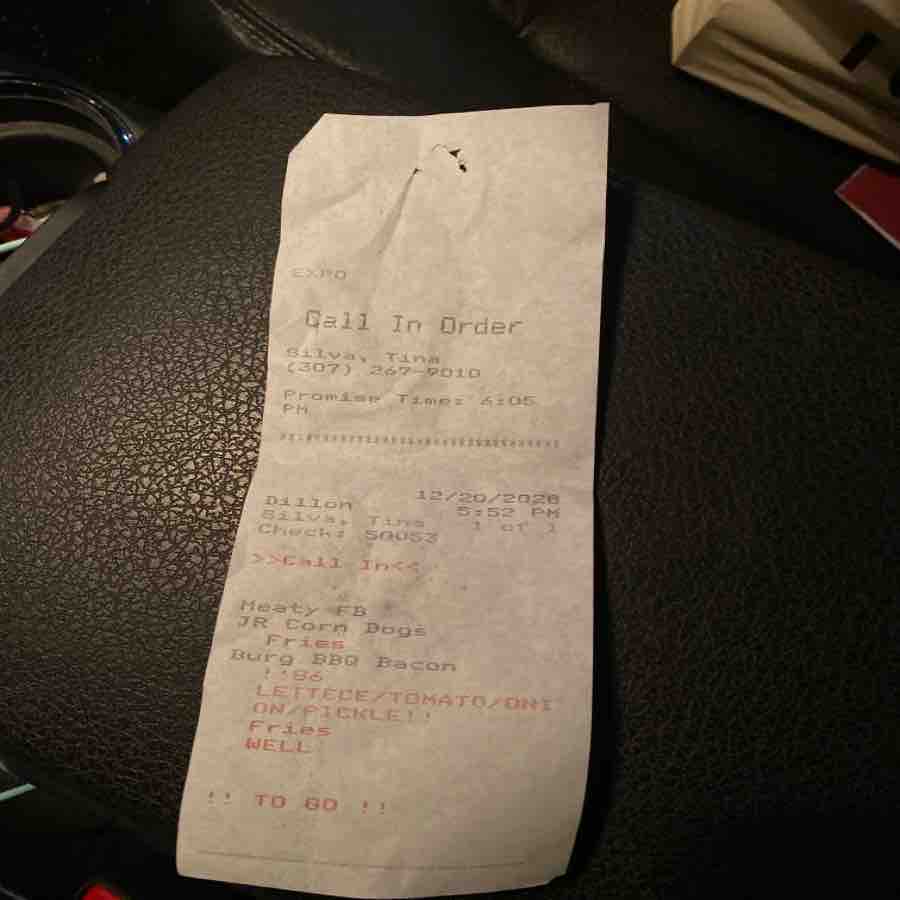 EXPO
Call In Order
Silva, Tina
(307) 267-9010
Promise Time: 6:05
PM
Dillon 12/20/2020
5:52 PM
Silva, Tina 1 of 1
Check: 50053
>>Call In<<
Meaty FB
JR Corn Dogs
Fries
Burg BBQ Bacon
!!86
LETTECE/TOMATO/ONI
ON/PICKLE!!
Fries
WELL
!! TO GO !!